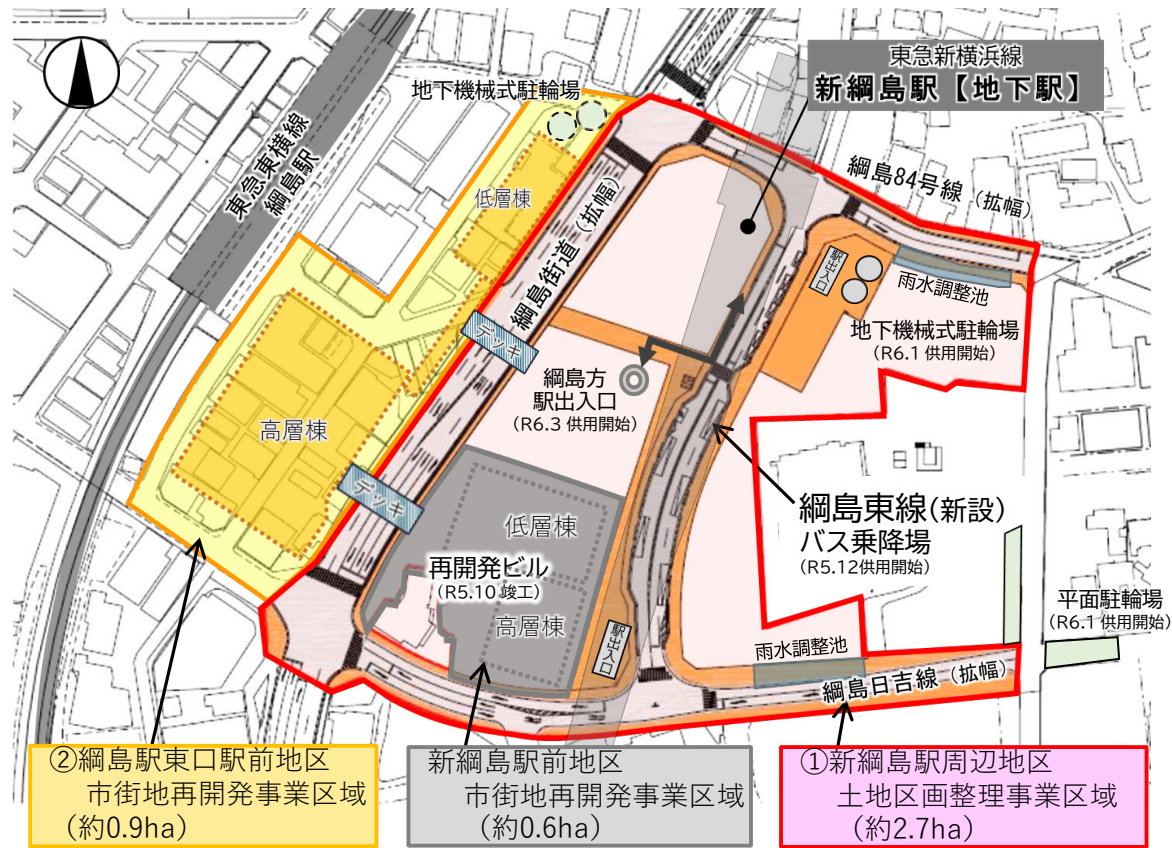 東急新横浜線
新綱島駅【地下駅】
地下機械式駐輪場
東急東横線
綱島駅
低層棟
綱島街道(拡幅)
綱島84号線(拡幅)
駅出入口
雨水調整池
地下機械式駐輪場
(R6.1 供用開始)
デッキ
綱島方
駅出入口
(R6.3 供用開始)
高層棟
デッキ
低層棟
再開発ビル
(R5.10 竣工)
高層棟
綱島東線(新設)
バス乗降場
(R5.12供用開始)
平面駐輪場
(R6.1 供用開始)
駅出入口
雨水調整池
綱島日吉線(拡幅)
②綱島駅東口駅前地区
市街地再開発事業区域
(約0.9ha)
新綱島駅前地区
市街地再開発事業区域
(約0.6ha)
①新綱島駅周辺地区
土地区画整理事業区域
(約2.7ha)